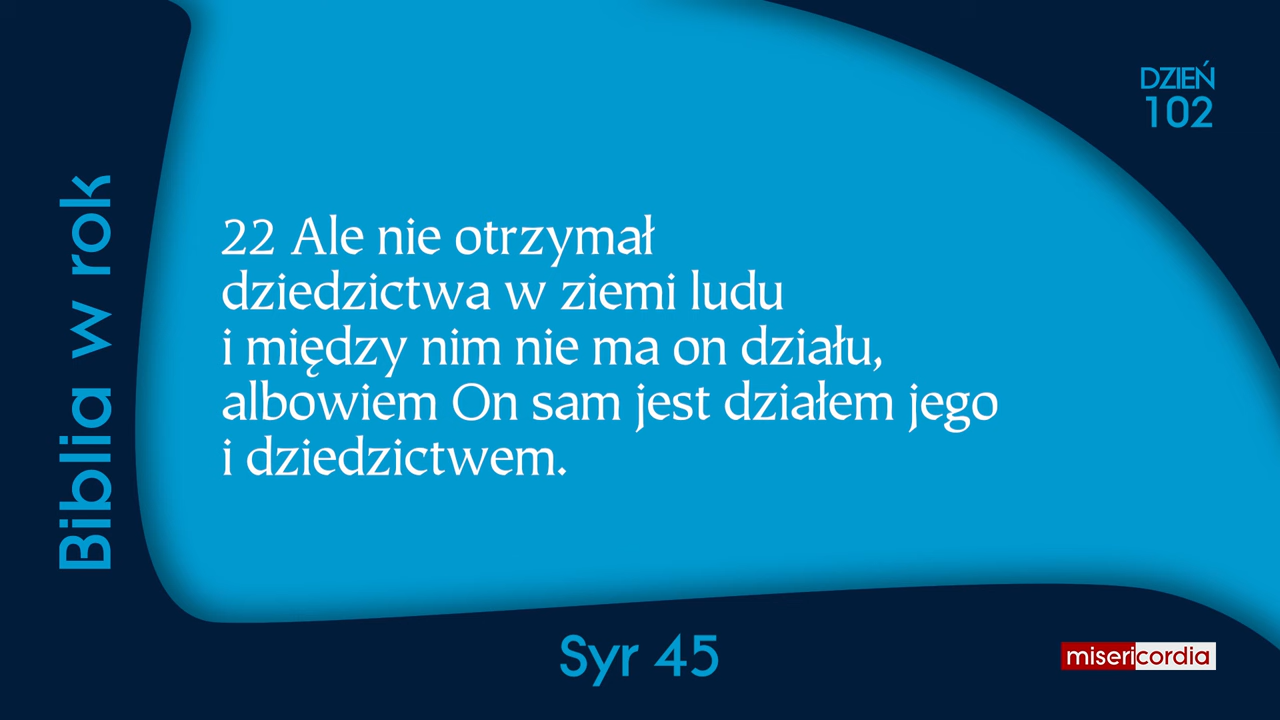 DZIEŃ
102
Biblia w rok
22 Ale nie otrzymał
dziedzictwa w ziemi ludu
i między nim nie ma on działu,
albowiem On sam jest działem jego
i dziedzictwem.
Syr 45
misericordia